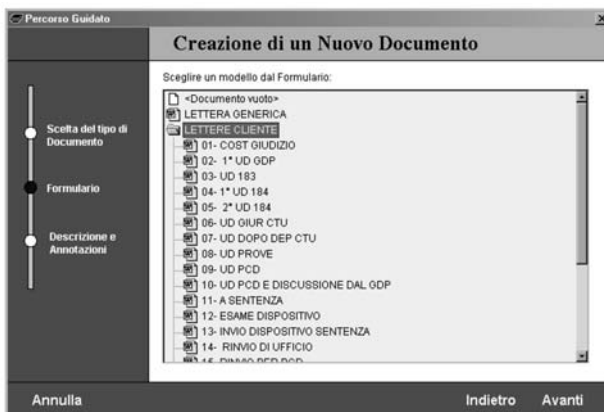 Percorso Guidato
Creazione di un Nuovo Documento
Scelta del tipo di
Documento
Formulario
Descrizione e
Annotazioni
Sceglire un modello dal Formulario:
<Documento vuoto>
LETTERA GENERICA
LETTERE CLIENTE
01- COST GIUDIZIO
02- 1° UD GDP
03- UD 183
04- 1° UD 184
05- 2° UD 184
06- UD GIUR CTU
07- UD DOPO DEP CTU
08- UD PROVE
09- UD PCD
10- UD PCD E DISCUSSIONE DAL GDP
11- A SENTENZA
12- ESAME DISPOSITIVO
13- INVIO DISPOSITIVO SENTENZA
14- RINVIO DI UFFICIO
15- RINVIO PER PCD
Annulla
Indietro Avanti